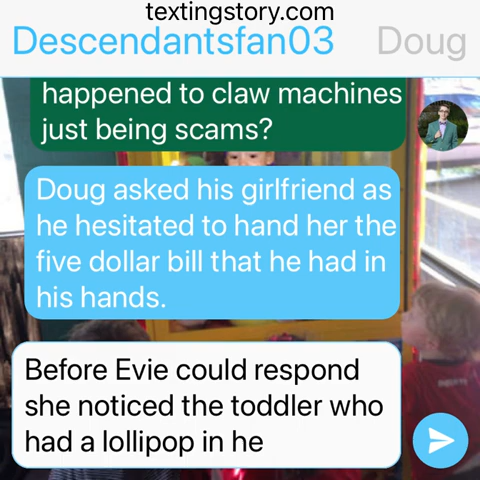 textingstory.com
Descendantsfan03 Doug
happened to claw machines
just being scams?
Doug asked his girlfriend as
he hesitated to hand her the
five dollar bill that he had in
his hands.
Before Evie could respond
she noticed the toddler who
had a lollipop in he